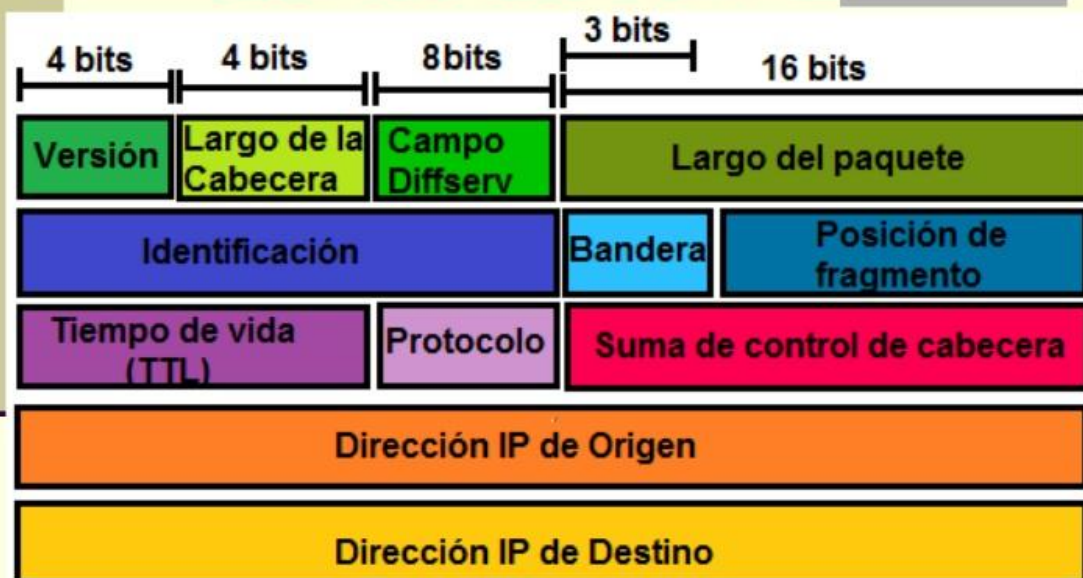 3 bits
4 bits 4 bits 8bits 16 bits
Versión
Largo de la
Cabecera
Campo
Diffserv
Largo del paquete
Identificación
Bandera
Posición de
fragmento
Tiempo de vida
(TTL)
Protocolo
Suma de control de cabecera
Dirección IP de Origen
Dirección IP de Destino